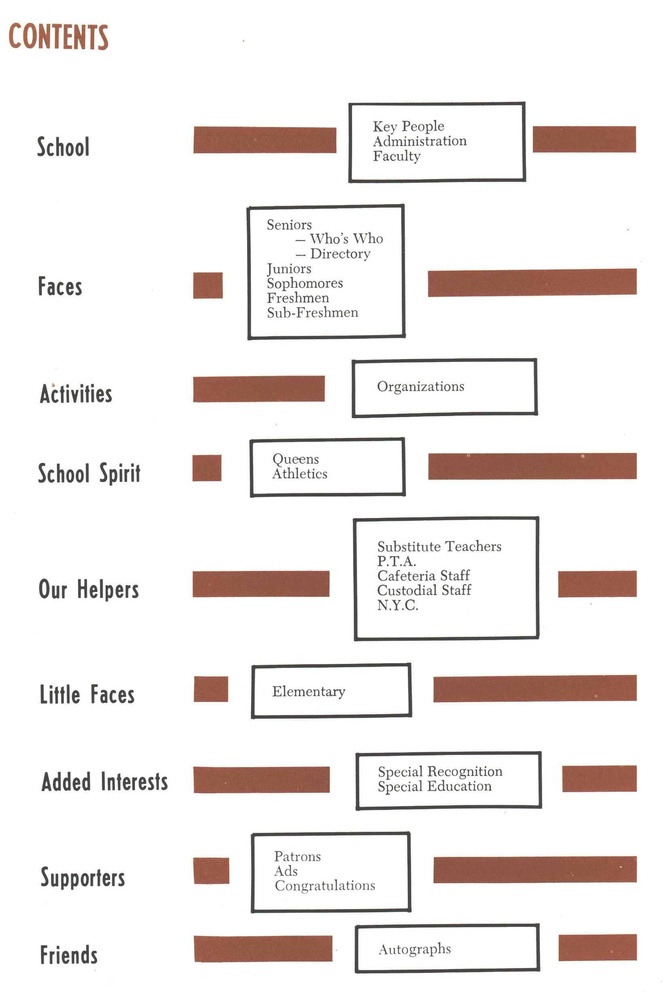 CONTENTS
School
Key People
Administration
Faculty
Faces
Seniors
– Who's Who
– Directory
Juniors
Sophomores
Freshmen
Sub-Freshmen
Activities
Organizations
School Spirit
Queens
Athletics
Our Helpers
Substitute Teachers
P.T.A.
Cafeteria Staff
Custodial Staff
N.Y.C.
Little Faces
Elementary
Added Interests
Special Recognition
Special Education
Supporters
Patrons
Ads
Congratulations
Friends
Autographs